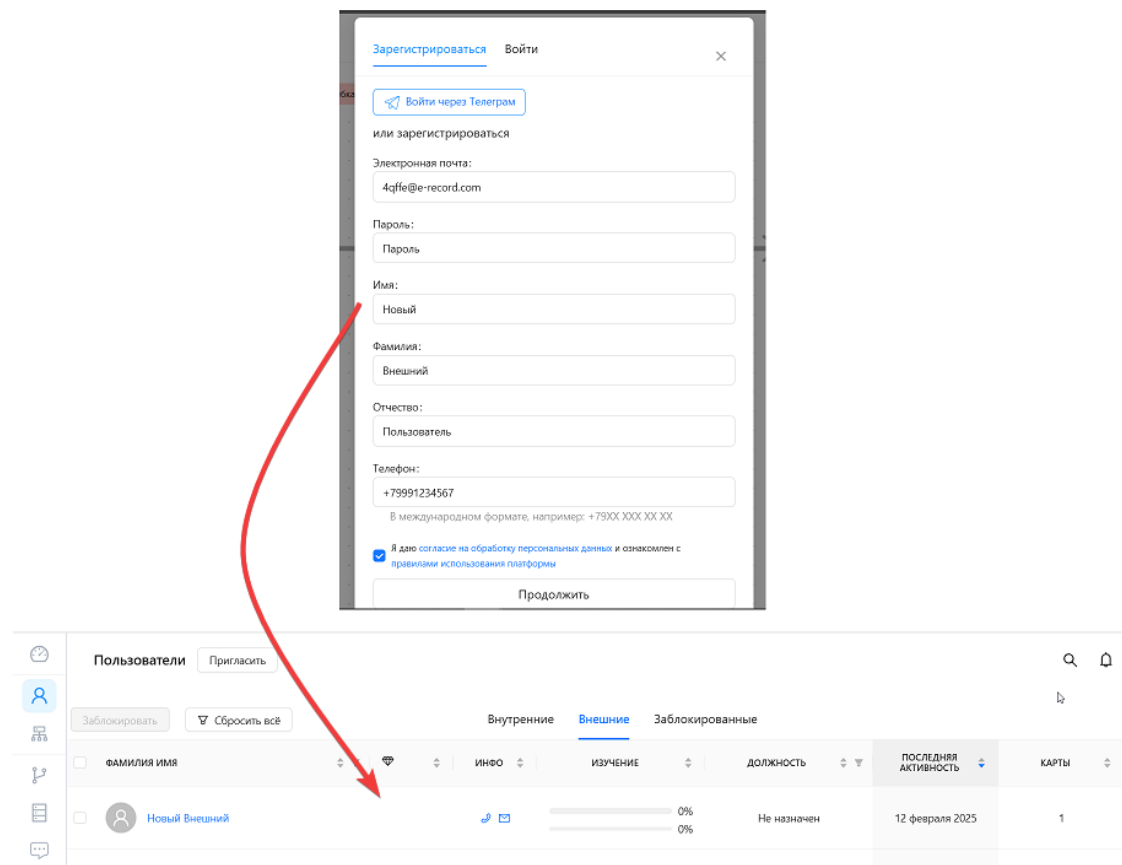 Зарегистрироваться Войти
Войти через Телеграм
или зарегистрироваться
Электронная почта:
4qffe@e-record.com
Пароль:
Пароль
Имя:
Новый
Фамилия:
Внешний
Отчество:
Пользователь
Телефон:
+79991234567
В международном формате, например: +79XX XXX XX XX
Я даю согласие на обработку персональных данных и ознакомлен с
правилами использования платформы
Продолжить
Пользователи Пригласить
Заблокировать Сбросить всё Внутренние Внешние Заблокированные
ФАМИЛИЯ ИМЯ ИНФО ИЗУЧЕНИЕ ДОЛЖНОСТЬ ПОСЛЕДНЯЯ АКТИВНОСТЬ КАРТЫ
Новый Внешний 0% Не назначен 12 февраля 2025 1
0%